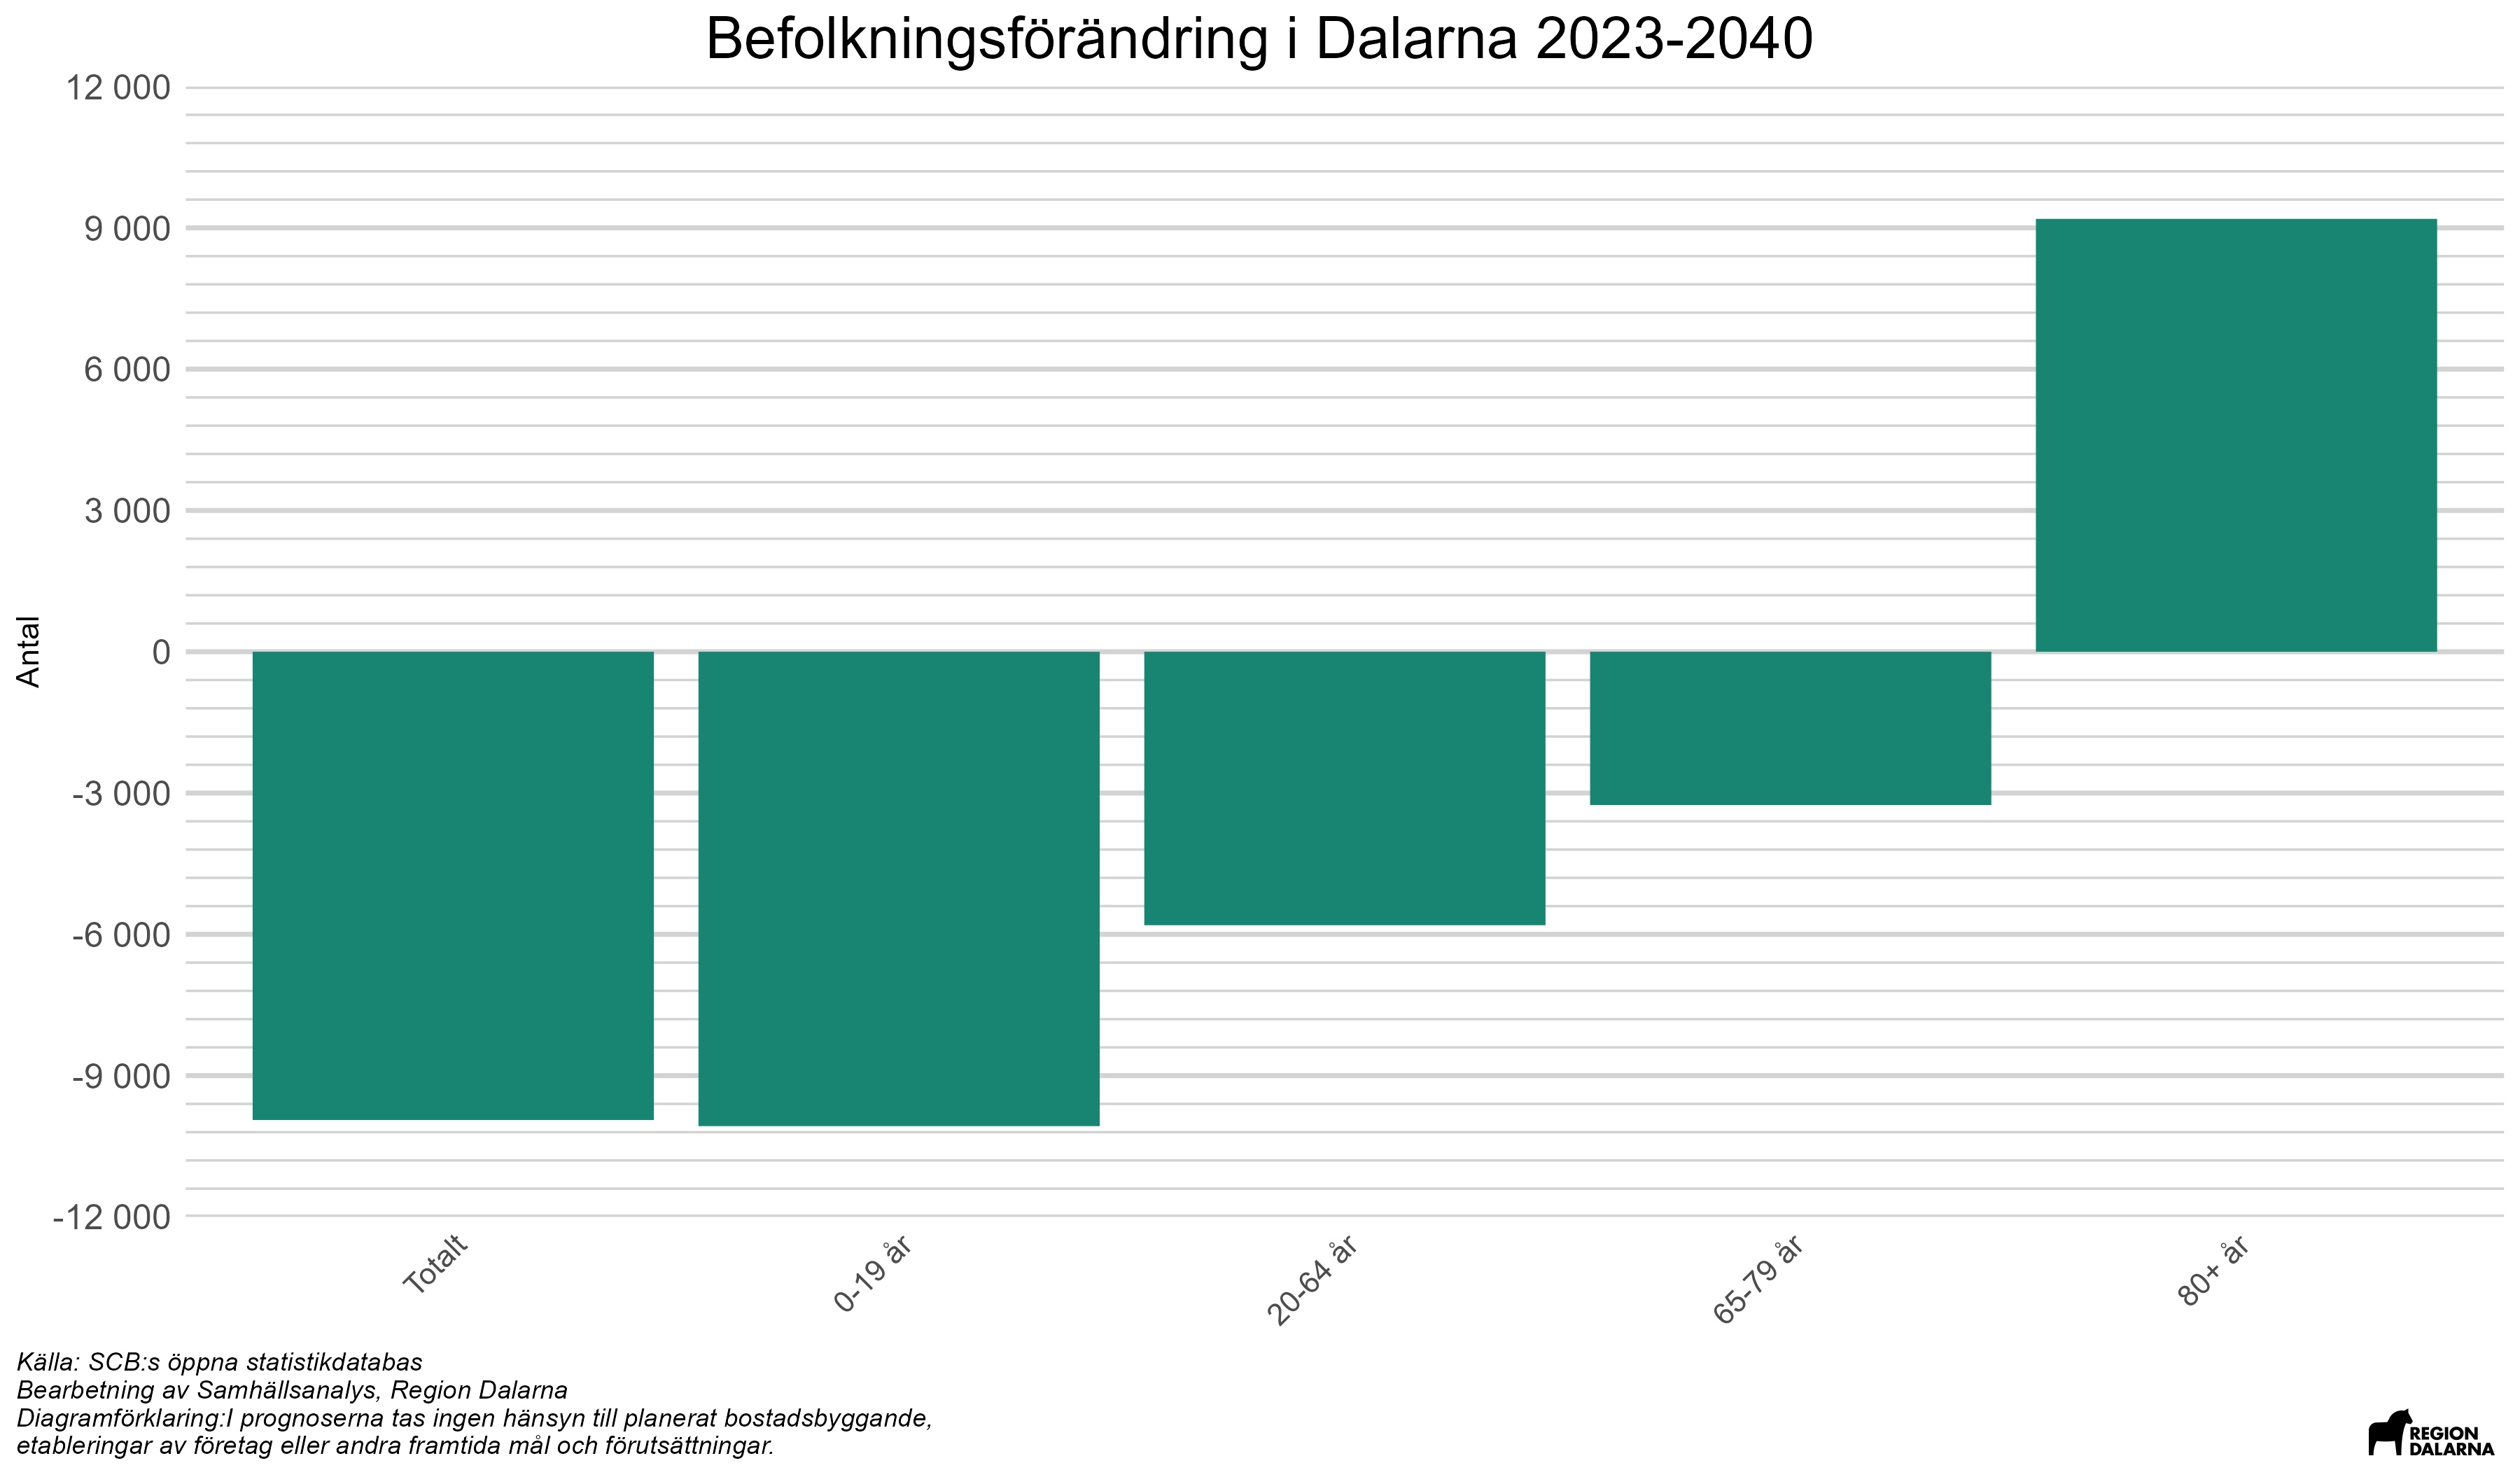 Befolkningsförändring i Dalarna 2023-2040
12 000
9 000
6 000
3 000
0
-3 000
-6 000
-9 000
-12 000
Antal
Totalt
0-19 år
20-64 år
65-79 år
80+ år
Källa: SCB:s öppna statistikdatabas
Bearbetning av Samhällsanalys, Region Dalarna
Diagramförklaring:I prognoserna tas ingen hänsyn till planerat bostadsbyggande,
etableringar av företag eller andra framtida mål och förutsättningar.
REGION
DALARNA